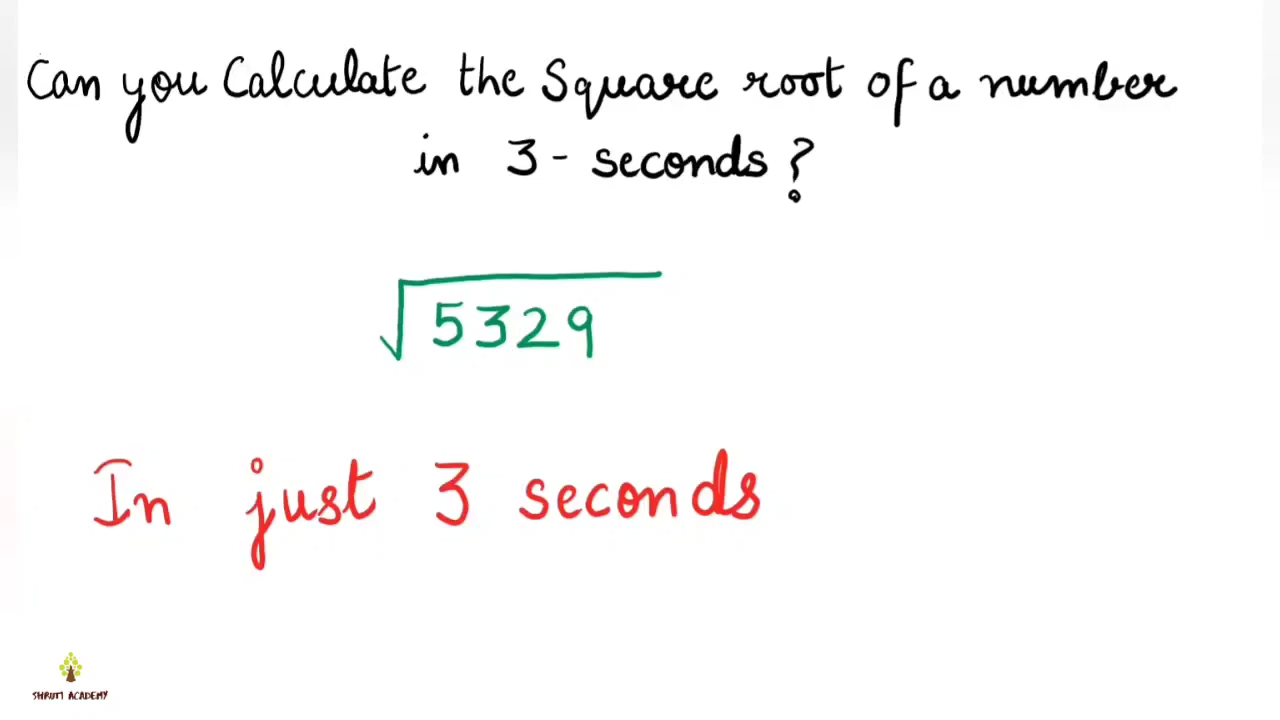 Can you Calculate the Square root of a number
in 3 - seconds?
√5329
In just 3 seconds
SHRUTI ACADEMY